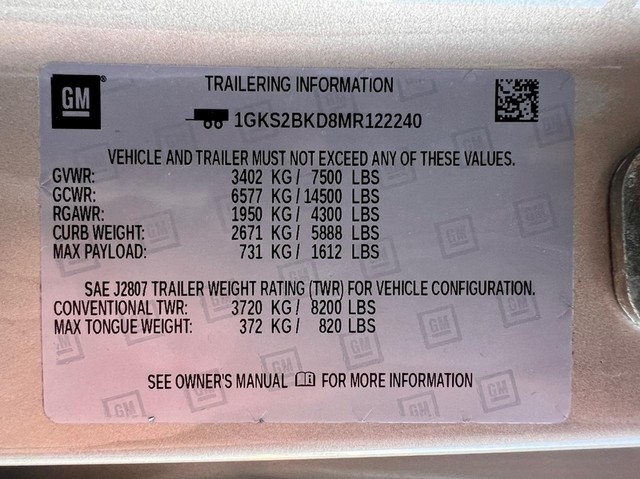 GM
TRAILERING INFORMATION
1GKS2BKD8MR122240
VEHICLE AND TRAILER MUST NOT EXCEED ANY OF THESE VALUES.
GVWR: 3402 KG/ 7500 LBS
GCWR: 6577 KG/14500 LBS
RGAWR: 1950 KG/ 4300 LBS
CURB WEIGHT: 2671 KG/ 5888 LBS
MAX PAYLOAD: 731 KG/ 1612 LBS
SAE J2807 TRAILER WEIGHT RATING (TWR) FOR VEHICLE CONFIGURATION.
CONVENTIONAL TWR: 3720 KG/ 8200 LBS
MAX TONGUE WEIGHT: 372 KG/ 820 LBS
SEE OWNER'S MANUAL FOR MORE INFORMATION